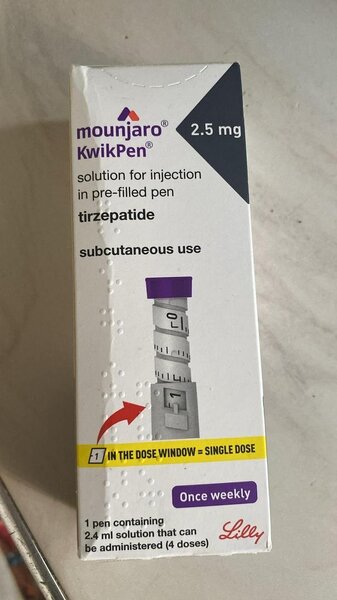 mounjaro®
KwikPen®
2.5 mg
solution for injection
in pre-filled pen
tirzepatide
subcutaneous use
1
1 IN THE DOSE WINDOW = SINGLE DOSE
Once weekly
1 pen containing
2.4 ml solution that can
be administered (4 doses)
Lilly